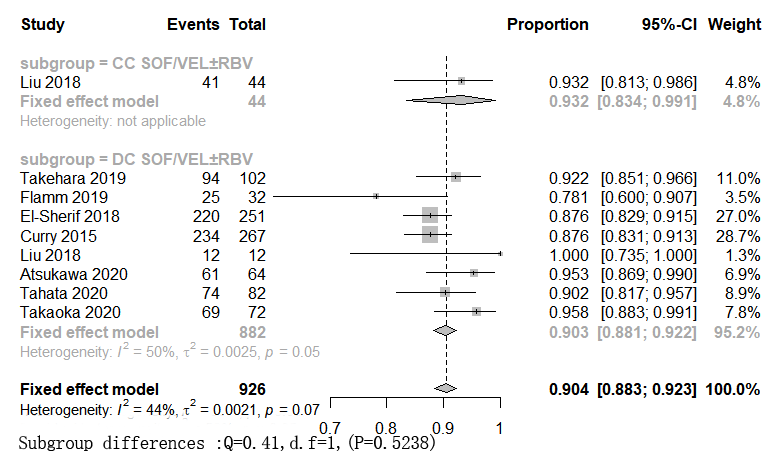 Study Events Total Proportion 95%-CI Weight
subgroup = CC SOF/VEL±RBV
Liu 2018 41 44 0.932 [0.813; 0.986] 4.8%
Fixed effect model 44 0.932 [0.834; 0.991] 4.8%
Heterogeneity: not applicable
subgroup = DC SOF/VEL±RBV
Takehara 2019 94 102 0.922 [0.851; 0.966] 11.0%
Flamm 2019 25 32 0.781 [0.600; 0.907] 3.5%
El-Sherif 2018 220 251 0.876 [0.829; 0.915] 27.0%
Curry 2015 234 267 0.876 [0.831; 0.913] 28.7%
Liu 2018 12 12 1.000 [0.735; 1.000] 1.3%
Atsukawa 2020 61 64 0.953 [0.869; 0.990] 6.9%
Tahata 2020 74 82 0.902 [0.817; 0.957] 8.9%
Takaoka 2020 69 72 0.958 [0.883; 0.991] 7.8%
Fixed effect model 882 0.903 [0.881; 0.922] 95.2%
Heterogeneity: I² = 50%, τ² = 0.0025, p = 0.05
Fixed effect model 926 0.904 [0.883; 0.923] 100.0%
Heterogeneity: I² = 44%, τ² = 0.0021, p = 0.07
0.7 0.8 0.9 1
Subgroup differences :Q=0.41,d.f=1,(P=0.5238)